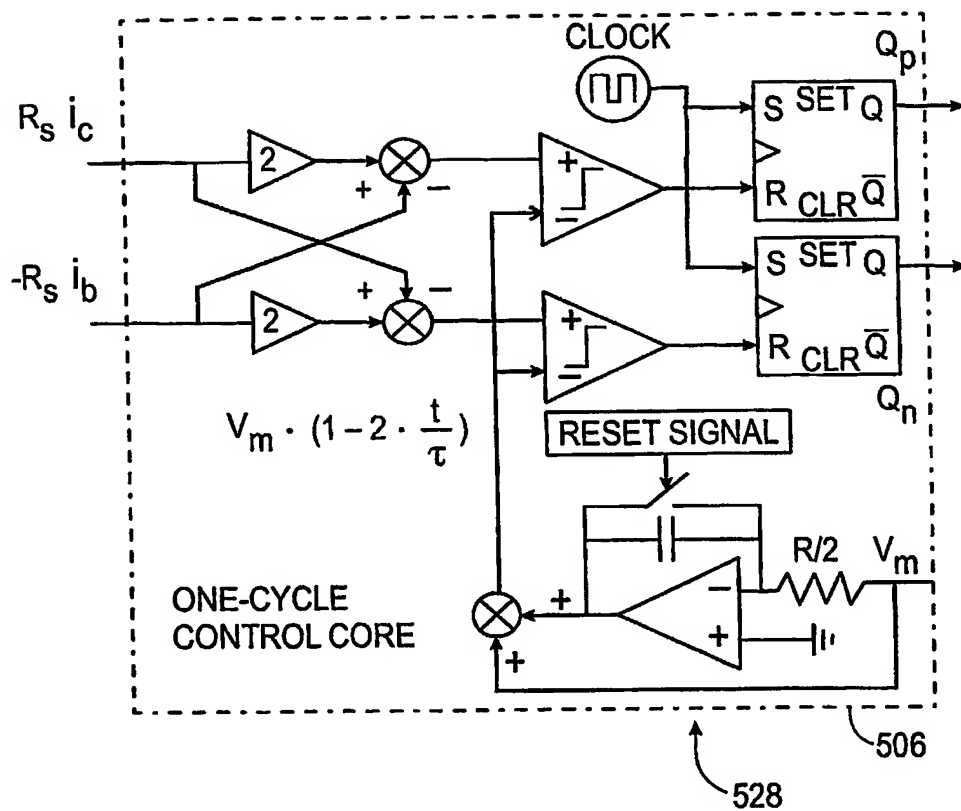 CLOCK
Qp
Rs ic
2
+
−
+
−
S SET Q
R CLR Q̅
-Rs ib
2
+
−
+
−
S SET Q
R CLR Q̅
Qn
Vm · (1 − 2 · t/τ)
RESET SIGNAL
R/2
Vm
ONE-CYCLE
CONTROL CORE
+
−
+
+
506
528